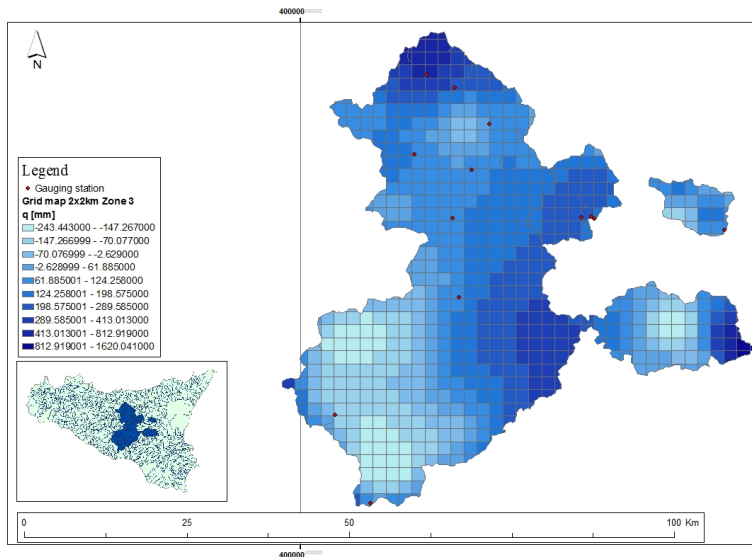 400000
N
Legend
Gauging station
Grid map 2x2km Zone 3
q [mm]
-243.443000 - -147.267000
-147.266999 - -70.077000
-70.076999 - -2.629000
-2.628999 - 61.885000
61.885001 - 124.258000
124.258001 - 198.575000
198.575001 - 289.585000
289.585001 - 413.013000
413.013001 - 812.919000
812.919001 - 1620.041000
0 25 50 100 Km
400000